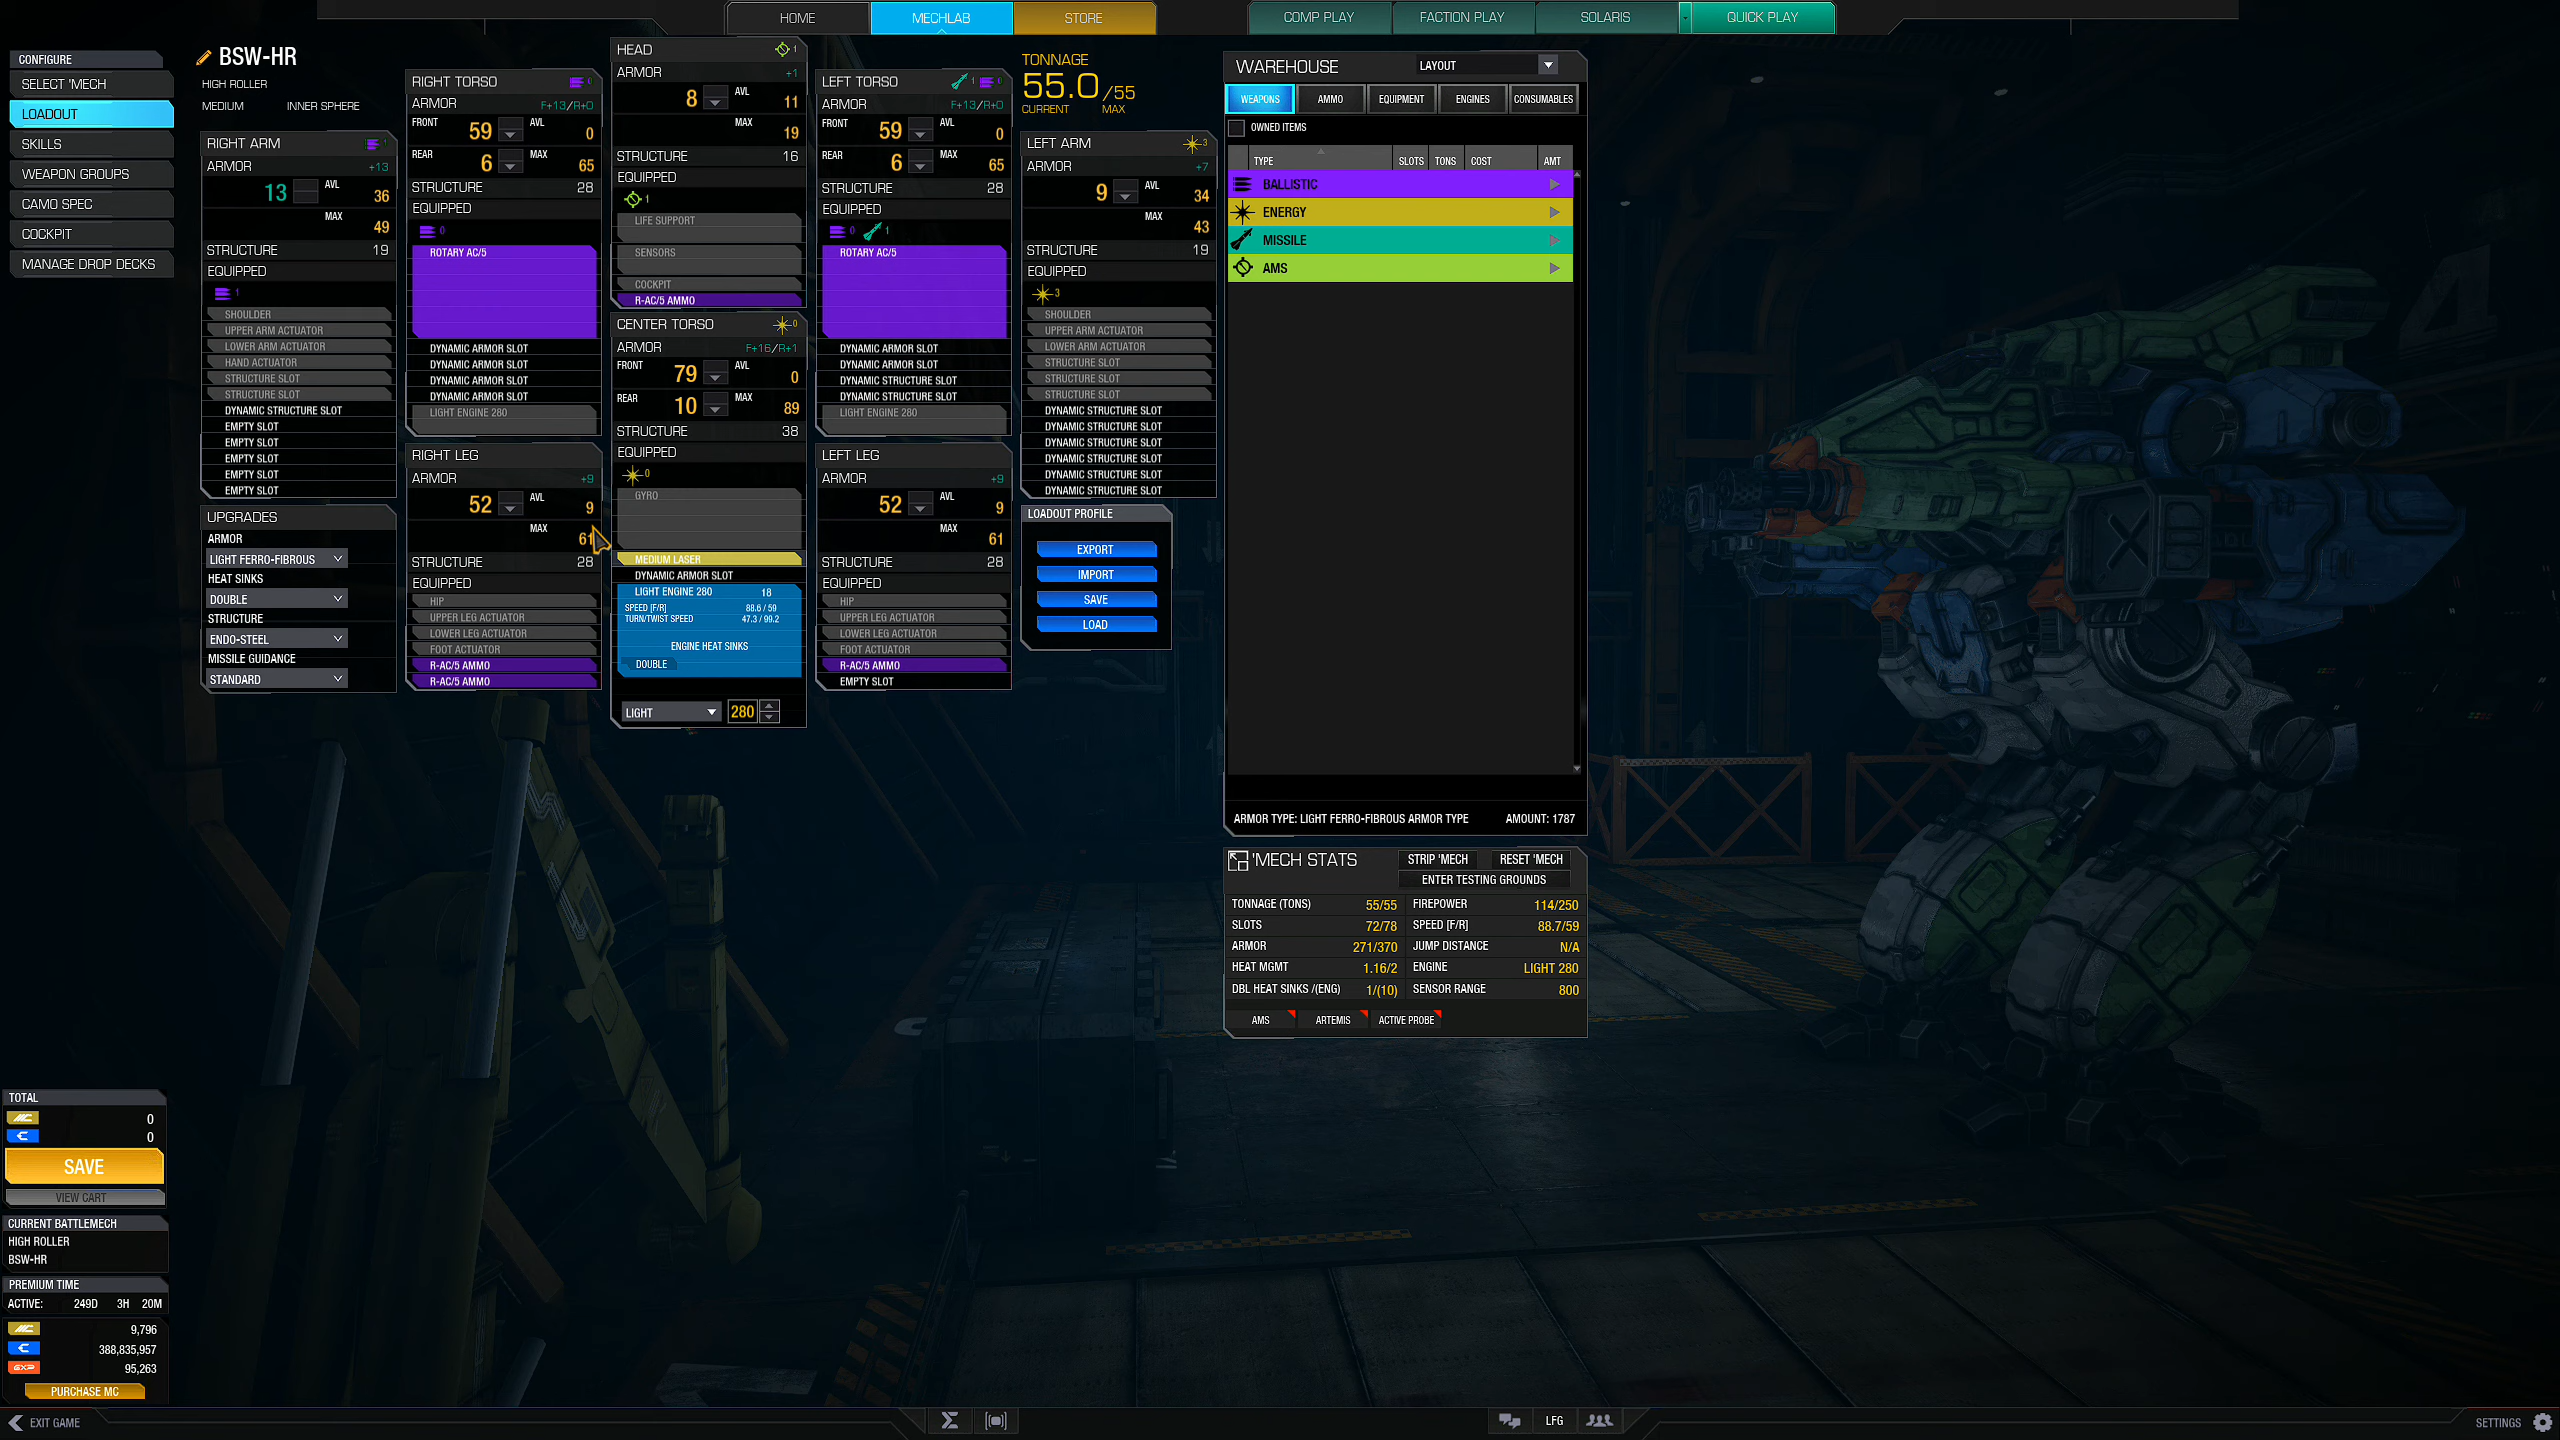 HOME
MECHLAB
STORE
COMP PLAY
FACTION PLAY
SOLARIS
QUICK PLAY
CONFIGURE
SELECT 'MECH
LOADOUT
SKILLS
WEAPON GROUPS
CAMO SPEC
COCKPIT
MANAGE DROP DECKS
BSW-HR
HIGH ROLLER
MEDIUM INNER SPHERE
RIGHT ARM 1
ARMOR +13
13 AVL 36
MAX 49
STRUCTURE 19
EQUIPPED
1
SHOULDER
UPPER ARM ACTUATOR
LOWER ARM ACTUATOR
HAND ACTUATOR
STRUCTURE SLOT
STRUCTURE SLOT
DYNAMIC STRUCTURE SLOT
EMPTY SLOT
EMPTY SLOT
EMPTY SLOT
EMPTY SLOT
EMPTY SLOT
UPGRADES
ARMOR
LIGHT FERRO-FIBROUS
HEAT SINKS
DOUBLE
STRUCTURE
ENDO-STEEL
MISSILE GUIDANCE
STANDARD
RIGHT TORSO 0
ARMOR F+13/R+0
FRONT 59 AVL 0
REAR 6 MAX 65
STRUCTURE 28
EQUIPPED
0
ROTARY AC/5
DYNAMIC ARMOR SLOT
DYNAMIC ARMOR SLOT
DYNAMIC ARMOR SLOT
DYNAMIC ARMOR SLOT
LIGHT ENGINE 280
RIGHT LEG
ARMOR +9
52 AVL 9
MAX 61
STRUCTURE 28
EQUIPPED
HIP
UPPER LEG ACTUATOR
LOWER LEG ACTUATOR
FOOT ACTUATOR
R-AC/5 AMMO
R-AC/5 AMMO
HEAD 1
ARMOR +1
8 AVL 11
MAX 19
STRUCTURE 16
EQUIPPED
1
LIFE SUPPORT
SENSORS
COCKPIT
R-AC/5 AMMO
CENTER TORSO 0
ARMOR F+16/R+1
FRONT 79 AVL 0
REAR 10 MAX 89
STRUCTURE 38
EQUIPPED
0
GYRO
MEDIUM LASER
DYNAMIC ARMOR SLOT
LIGHT ENGINE 280 18
SPEED [F/R] 88.6 / 59
TURN/TWIST SPEED 47.3 / 99.2
ENGINE HEAT SINKS
DOUBLE
LIGHT 280
LEFT TORSO 1 0
ARMOR F+13/R+0
FRONT 59 AVL 0
REAR 6 MAX 65
STRUCTURE 28
EQUIPPED
0 1
ROTARY AC/5
DYNAMIC ARMOR SLOT
DYNAMIC ARMOR SLOT
DYNAMIC STRUCTURE SLOT
DYNAMIC STRUCTURE SLOT
LIGHT ENGINE 280
LEFT LEG
ARMOR +9
52 AVL 9
MAX 61
STRUCTURE 28
EQUIPPED
HIP
UPPER LEG ACTUATOR
LOWER LEG ACTUATOR
FOOT ACTUATOR
R-AC/5 AMMO
EMPTY SLOT
TONNAGE
55.0 /55
CURRENT MAX
LEFT ARM 3
ARMOR +7
9 AVL 34
MAX 43
STRUCTURE 19
EQUIPPED
3
SHOULDER
UPPER ARM ACTUATOR
LOWER ARM ACTUATOR
STRUCTURE SLOT
STRUCTURE SLOT
STRUCTURE SLOT
DYNAMIC STRUCTURE SLOT
DYNAMIC STRUCTURE SLOT
DYNAMIC STRUCTURE SLOT
DYNAMIC STRUCTURE SLOT
DYNAMIC STRUCTURE SLOT
DYNAMIC STRUCTURE SLOT
LOADOUT PROFILE
EXPORT
IMPORT
SAVE
LOAD
WAREHOUSE LAYOUT
WEAPONS AMMO EQUIPMENT ENGINES CONSUMABLES
OWNED ITEMS
TYPE SLOTS TONS COST AMT
BALLISTIC
ENERGY
MISSILE
AMS
ARMOR TYPE: LIGHT FERRO-FIBROUS ARMOR TYPE AMOUNT: 1787
'MECH STATS STRIP 'MECH RESET 'MECH
ENTER TESTING GROUNDS
TONNAGE (TONS) 55/55 FIREPOWER 114/250
SLOTS 72/78 SPEED [F/R] 88.7/59
ARMOR 271/370 JUMP DISTANCE N/A
HEAT MGMT 1.16/2 ENGINE LIGHT 280
DBL HEAT SINKS /(ENG) 1/(10) SENSOR RANGE 800
AMS ARTEMIS ACTIVE PROBE
TOTAL
MC 0
C 0
SAVE
VIEW CART
CURRENT BATTLEMECH
HIGH ROLLER
BSW-HR
PREMIUM TIME
ACTIVE: 249D 3H 20M
MC 9,796
C 388,835,957
GXP 95,263
PURCHASE MC
EXIT GAME
LFG
SETTINGS